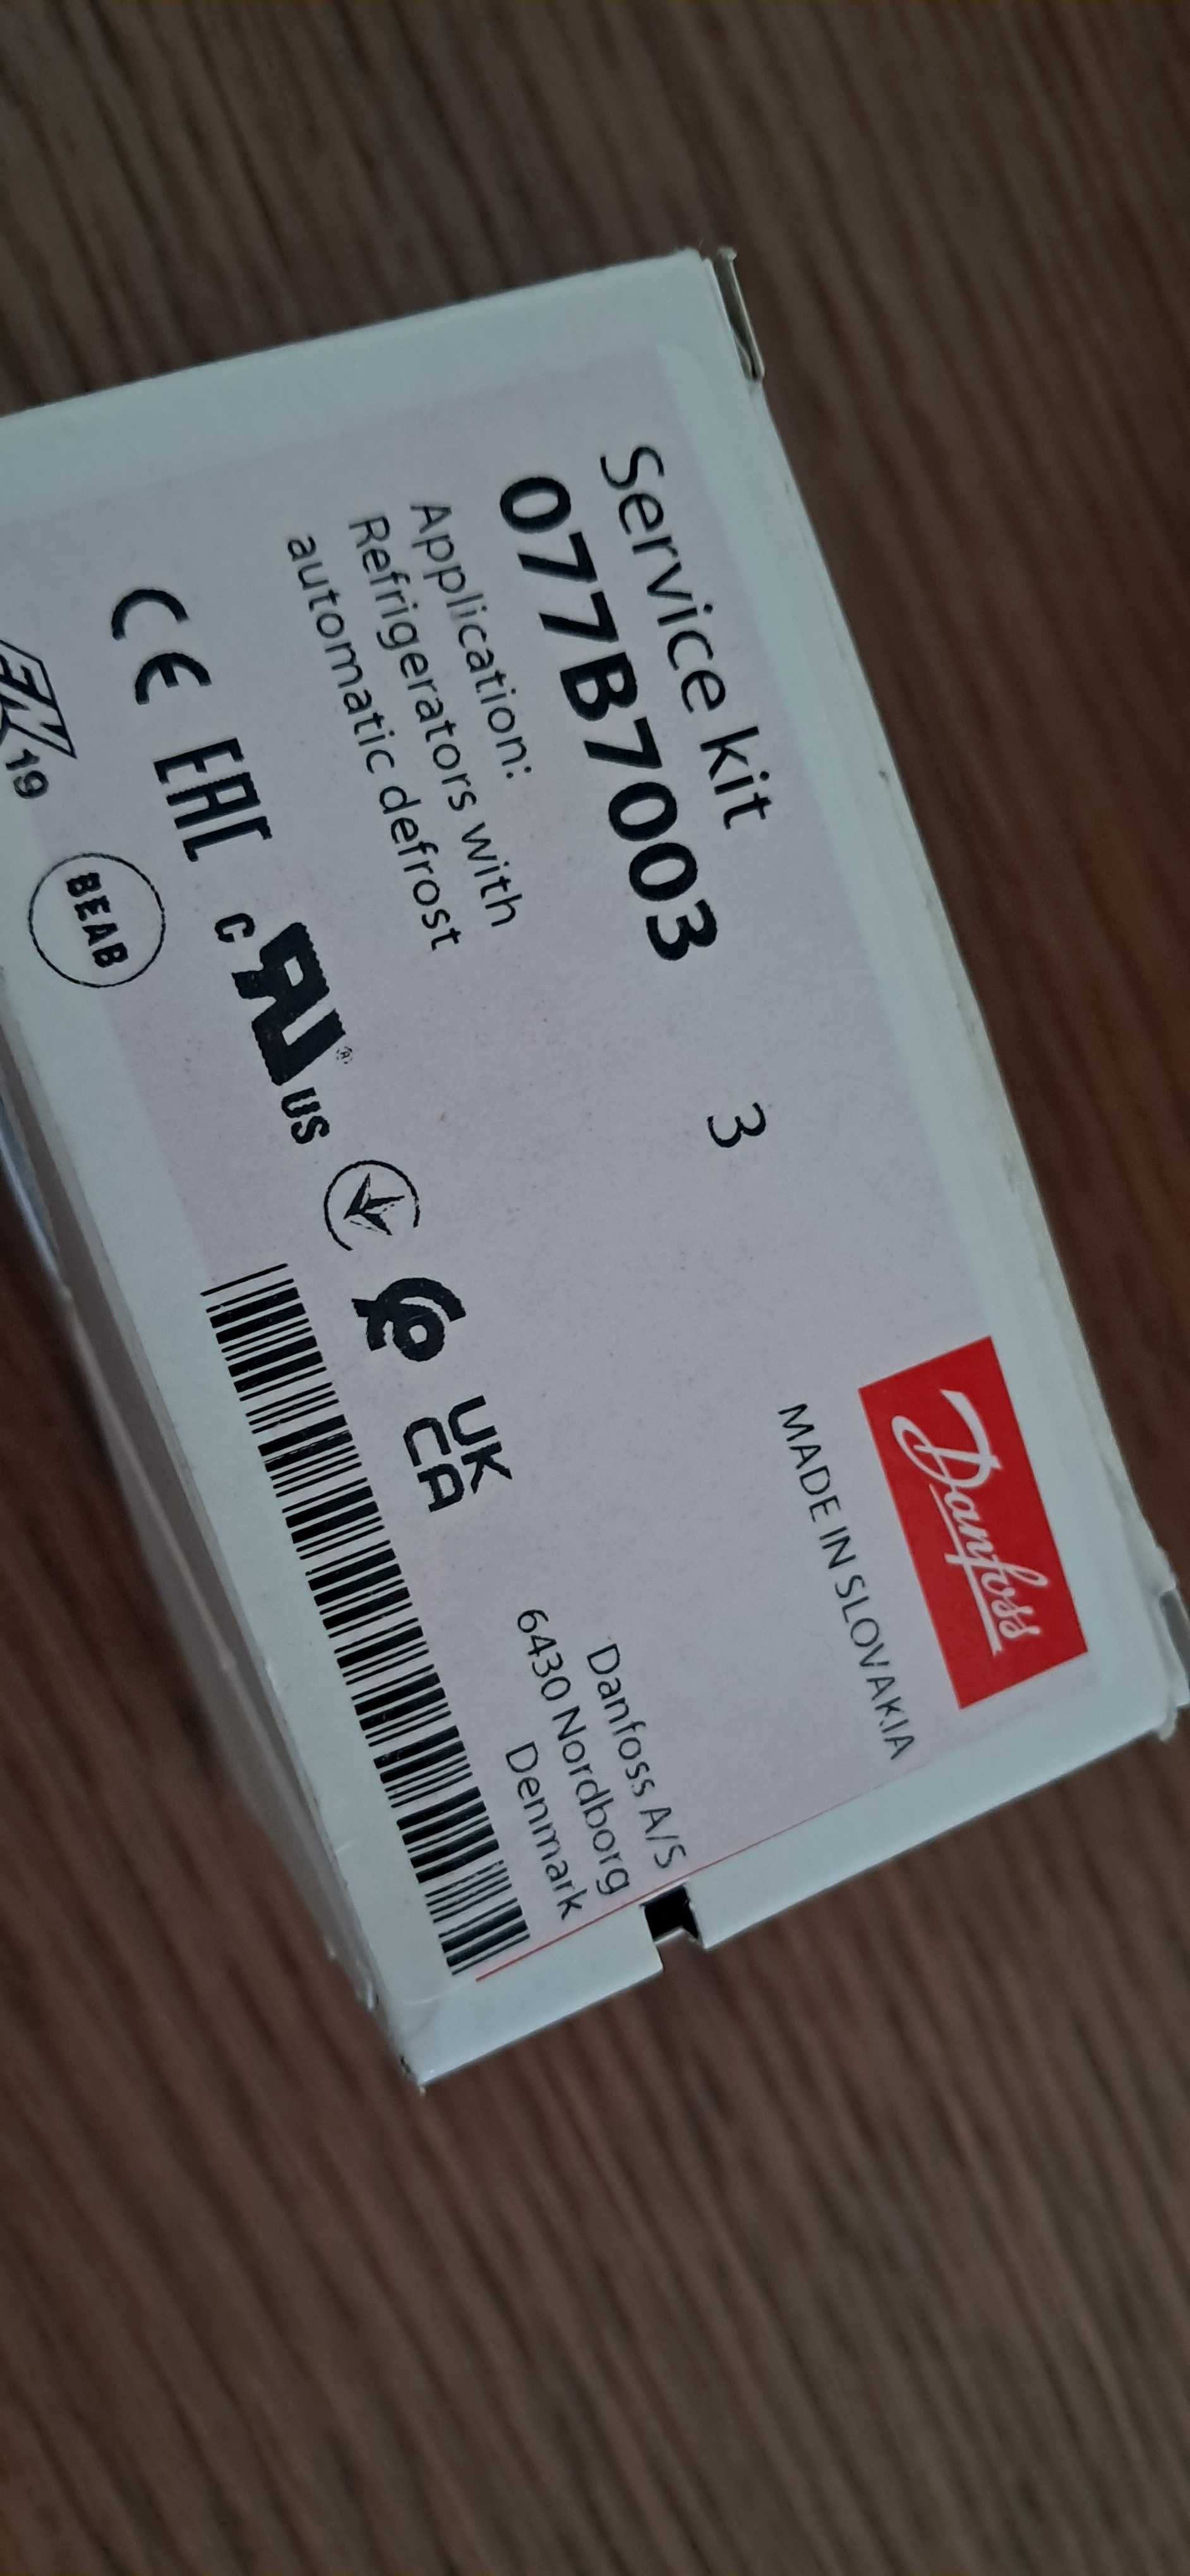 Danfoss
Service kit
3
MADE IN SLOVAKIA
077B7003
Application:
Refrigerators with
automatic defrost
Danfoss A/S
6430 Nordborg
Denmark
CE EAC c RU ® US UK CA
19 BEAB